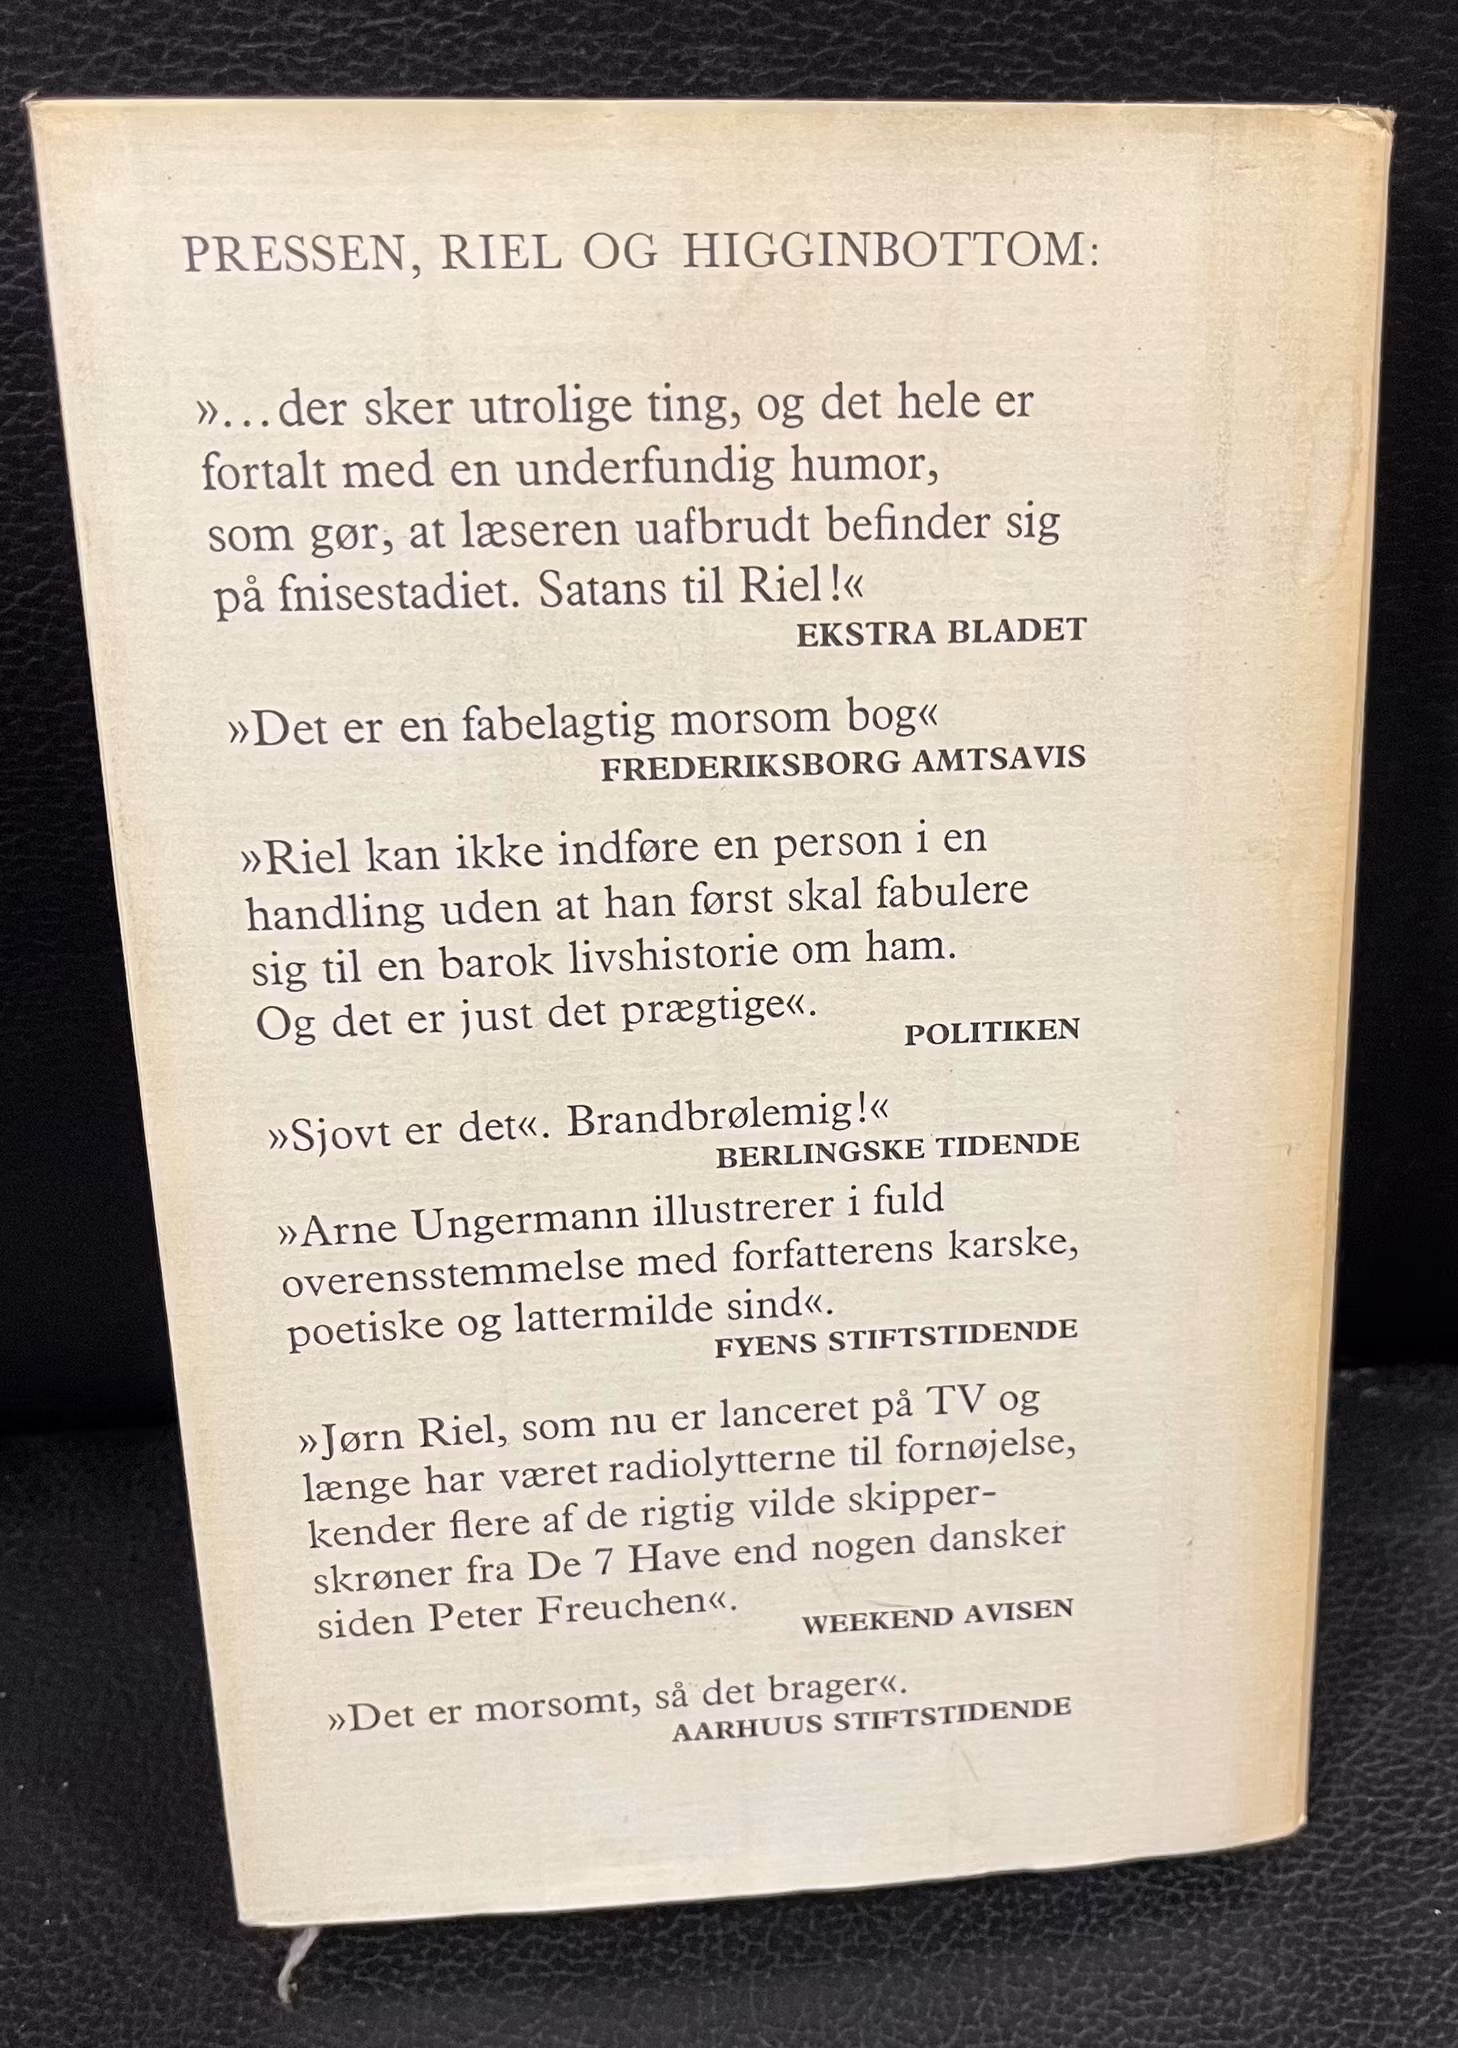 PRESSEN, RIEL OG HIGGINBOTTOM:
»...der sker utrolige ting, og det hele er
fortalt med en underfundig humor,
som gør, at læseren uafbrudt befinder sig
på fnisestadiet. Satans til Riel!«
EKSTRA BLADET
»Det er en fabelagtig morsom bog«
FREDERIKSBORG AMTSAVIS
»Riel kan ikke indføre en person i en
handling uden at han først skal fabulere
sig til en barok livshistorie om ham.
Og det er just det prægtige«.
POLITIKEN
»Sjovt er det«. Brandbrølemig!«
BERLINGSKE TIDENDE
»Arne Ungermann illustrerer i fuld
overensstemmelse med forfatterens karske,
poetiske og lattermilde sind«.
FYENS STIFTSTIDENDE
»Jørn Riel, som nu er lanceret på TV og
længe har været radiolytterne til fornøjelse,
kender flere af de rigtig vilde skipper-
skrøner fra De 7 Have end nogen dansker
siden Peter Freuchen«.
WEEKEND AVISEN
»Det er morsomt, så det brager«.
AARHUUS STIFTSTIDENDE